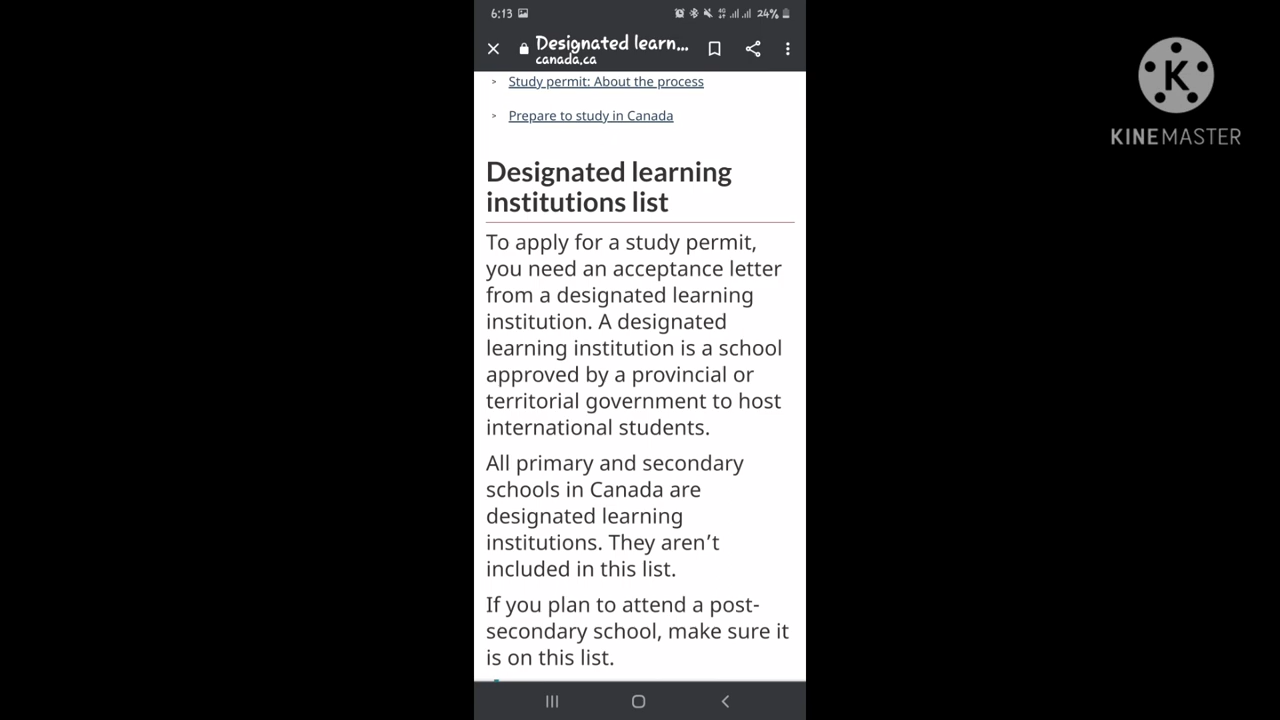 6:13
24%
Designated learn...
canada.ca
> Study permit: About the process
> Prepare to study in Canada
Designated learning
institutions list
To apply for a study permit,
you need an acceptance letter
from a designated learning
institution. A designated
learning institution is a school
approved by a provincial or
territorial government to host
international students.
All primary and secondary
schools in Canada are
designated learning
institutions. They aren’t
included in this list.
If you plan to attend a post-
secondary school, make sure it
is on this list.
K
KINEMASTER